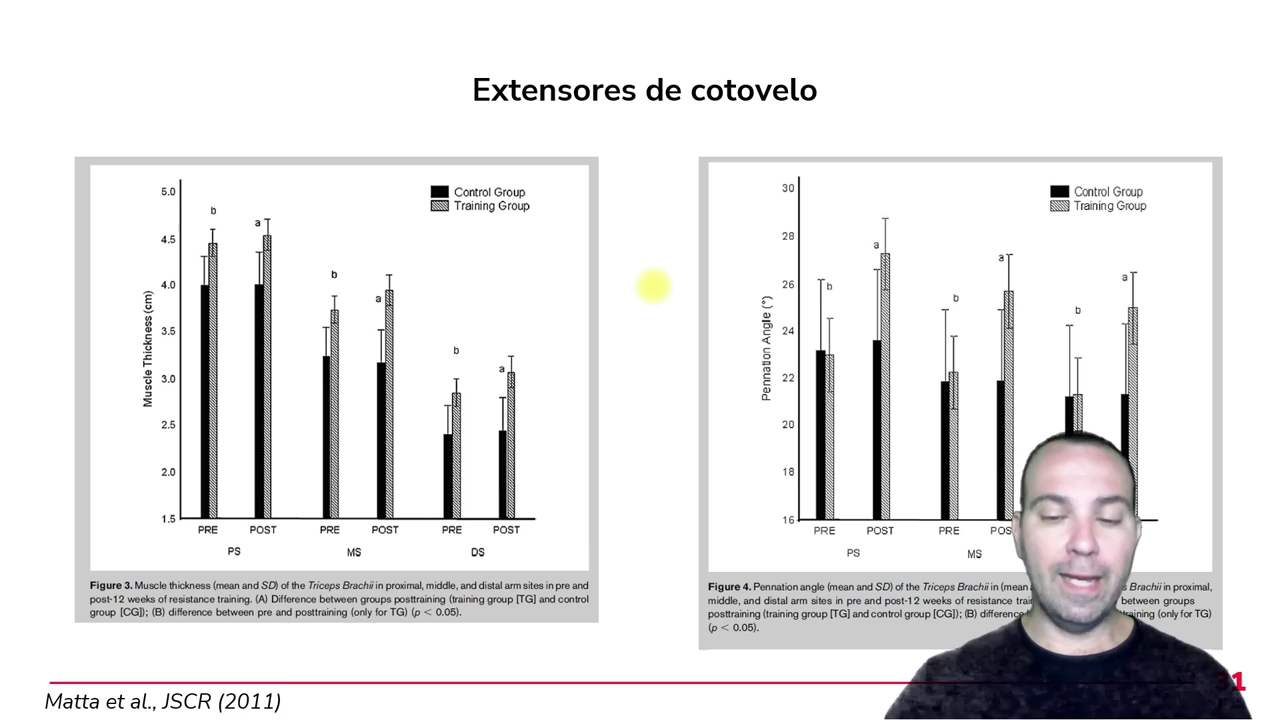 Extensores de cotovelo
5.0
4.5
4.0
3.5
3.0
2.5
2.0
1.5
Muscle Thickness (cm)
Control Group
Training Group
b
a
b
a
b
a
PRE POST PRE POST PRE POST
PS MS DS
Figure 3. Muscle thickness (mean and SD) of the Triceps Brachii in proximal, middle, and distal arm sites in pre and
post-12 weeks of resistance training. (A) Difference between groups posttraining (training group [TG] and control
group [CG]); (B) difference between pre and posttraining (only for TG) (p < 0.05).
30
28
26
24
22
20
18
16
Pennation Angle (°)
Control Group
Training Group
b
a
b
a
b
a
PRE POST PRE
PS MS
Figure 4. Pennation angle (mean and SD) of the Triceps Brachii in (mean Brachii in proximal,
middle, and distal arm sites in pre and post-12 weeks of resistance between groups
posttraining (training group [TG] and control group [CG]); (B) difference (only for TG)
(p < 0.05).
Matta et al., JSCR (2011)